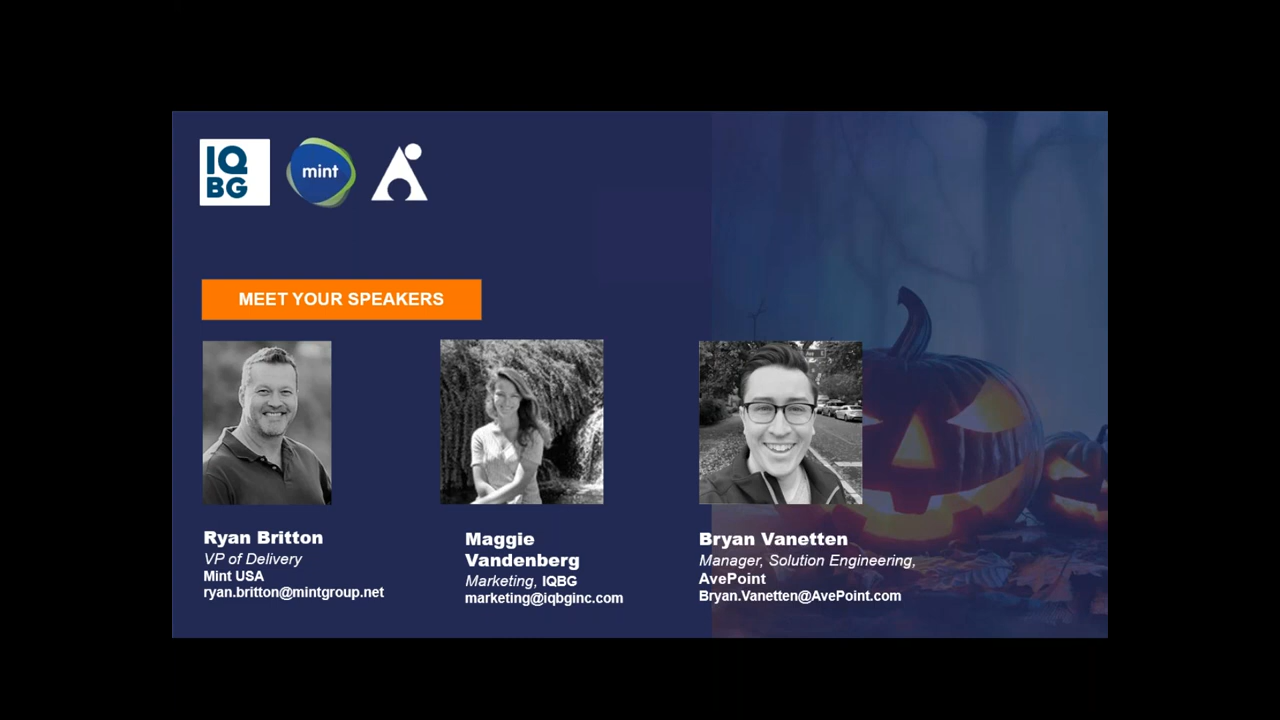 IQ
BG
mint
MEET YOUR SPEAKERS
Ryan Britton
VP of Delivery
Mint USA
ryan.britton@mintgroup.net
Maggie
Vandenberg
Marketing, IQBG
marketing@iqbginc.com
Bryan Vanetten
Manager, Solution Engineering,
AvePoint
Bryan.Vanetten@AvePoint.com